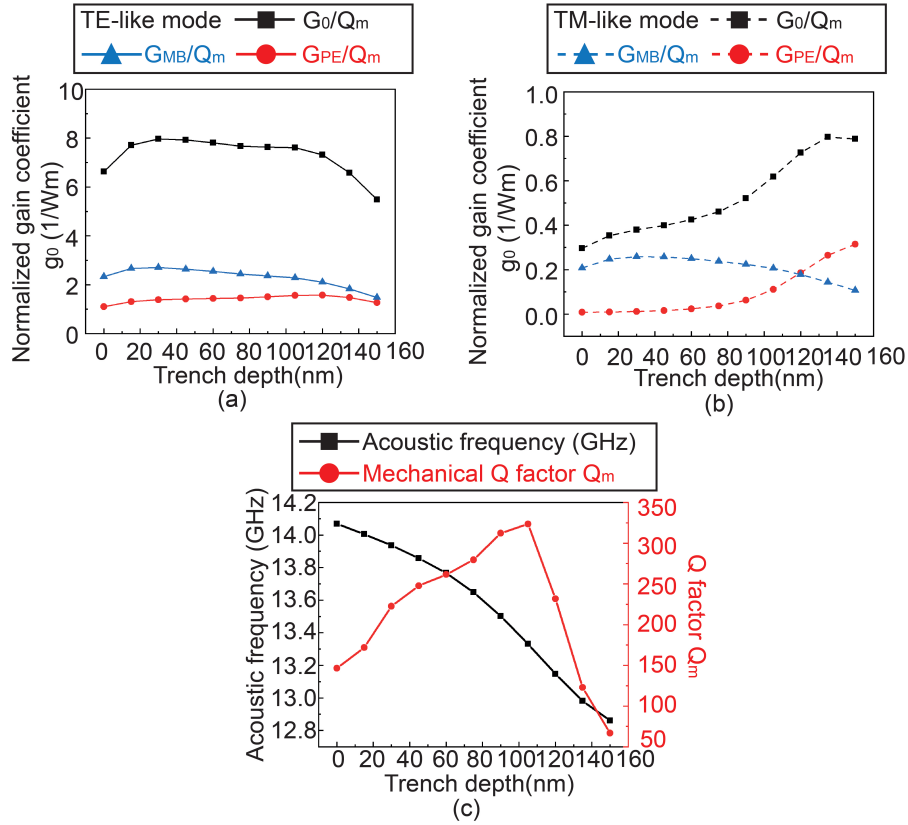 TE-like mode G0/Qm
GMB/Qm GPE/Qm
Normalized gain coefficient
g0 (1/Wm)
10
8
6
4
2
0
0 20 40 60 80 100 120 140 160
Trench depth(nm)
(a)
TM-like mode G0/Qm
GMB/Qm GPE/Qm
Normalized gain coefficient
g0 (1/Wm)
1.0
0.8
0.6
0.4
0.2
0.0
0 20 40 60 80 100 120 140 160
Trench depth(nm)
(b)
Acoustic frequency (GHz)
Mechanical Q factor Qm
Acoustic frequency (GHz)
14.2
14.0
13.8
13.6
13.4
13.2
13.0
12.8
350
300
250
200
150
100
50
Q factor Qm
0 20 40 60 80 100 120 140 160
Trench depth(nm)
(c)